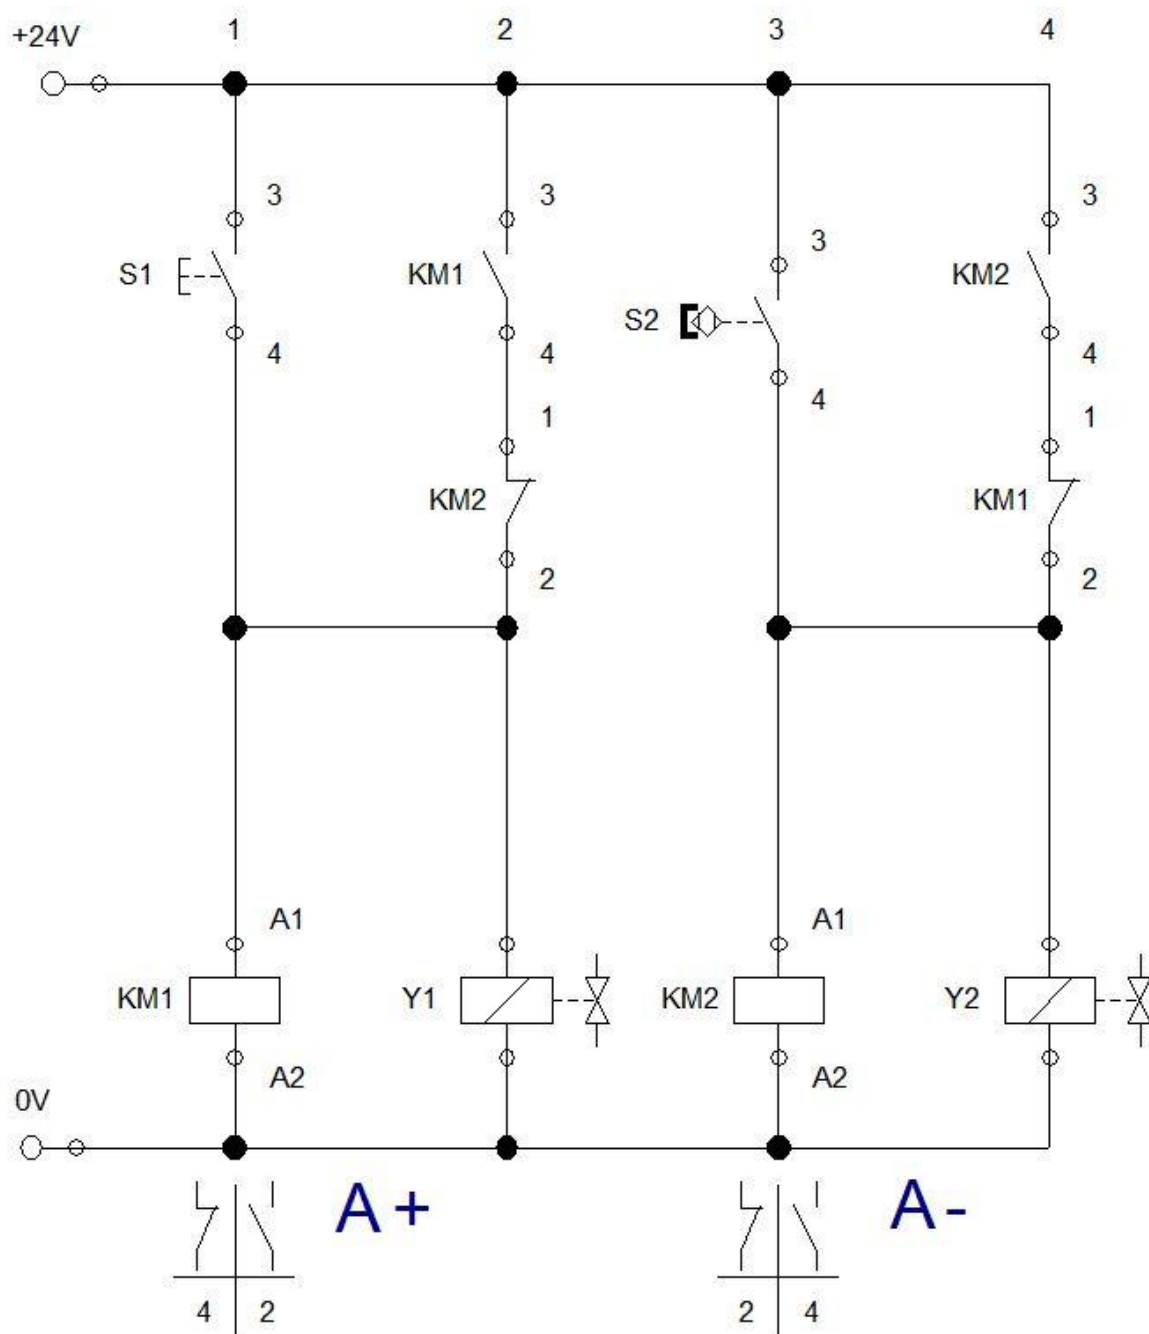 +24V 1 2 3 4
3 3 3
3
S1 KM1 KM2
S2
4 4 4
4
1 1
KM2 KM1
2 2
A1 A1
KM1 Y1 KM2 Y2
A2 A2
0V
A + A -
4 2 2 4